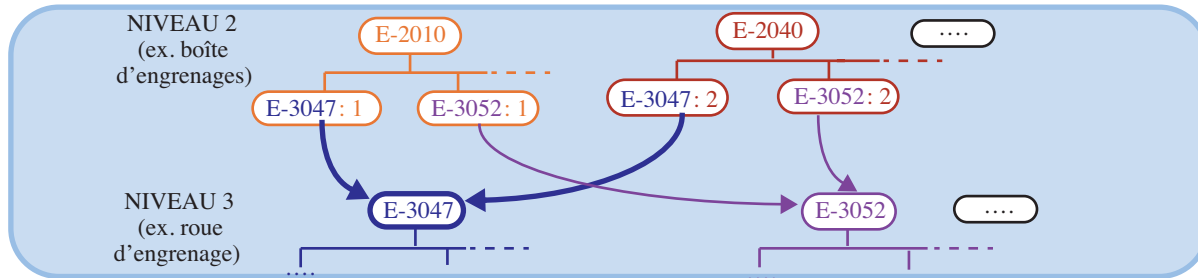 NIVEAU 2
(ex. boîte
d’engrenages)
E-2010
E-2040
....
E-3047: 1
E-3052: 1
E-3047: 2
E-3052: 2
NIVEAU 3
(ex. roue
d’engrenage)
E-3047
E-3052
....
....